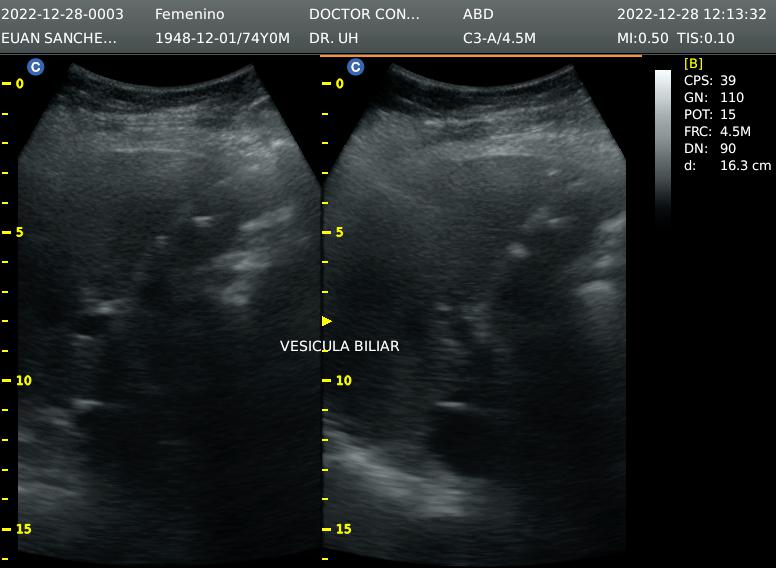 2022-12-28-0003 Femenino DOCTOR CON... ABD 2022-12-28 12:13:32
EUAN SANCHE... 1948-12-01/74Y0M DR. UH C3-A/4.5M MI:0.50 TIS:0.10
C C
[B]
0 0
CPS: 39
GN: 110
POT: 15
FRC: 4.5M
DN: 90
d: 16.3 cm
5 5
VESICULA BILIAR
10 10
15 15